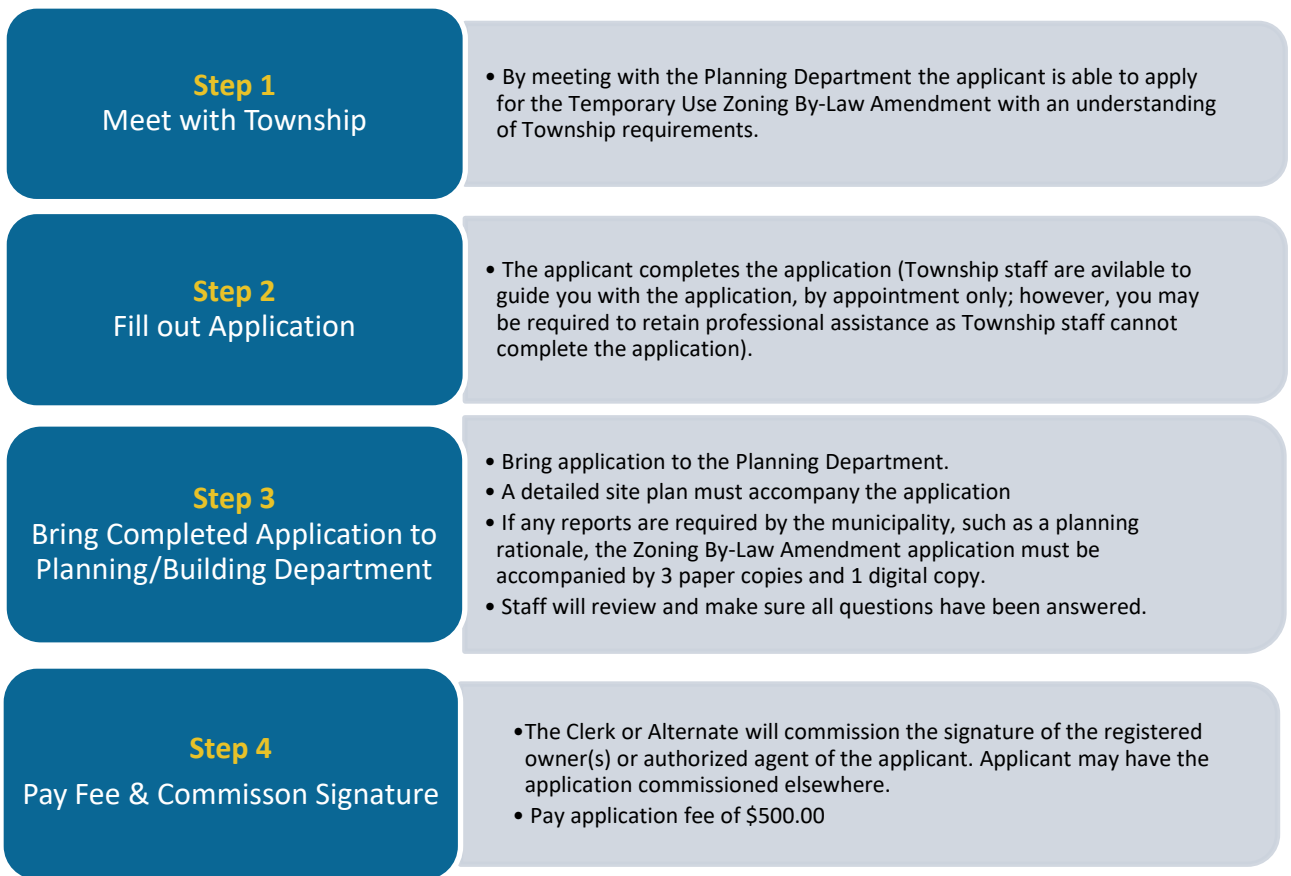 Step 1
Meet with Township
• By meeting with the Planning Department the applicant is able to apply
for the Temporary Use Zoning By-Law Amendment with an understanding
of Township requirements.
Step 2
Fill out Application
• The applicant completes the application (Township staff are avilable to
guide you with the application, by appointment only; however, you may
be required to retain professional assistance as Township staff cannot
complete the application).
Step 3
Bring Completed Application to
Planning/Building Department
• Bring application to the Planning Department.
• A detailed site plan must accompany the application
• If any reports are required by the municipality, such as a planning
rationale, the Zoning By-Law Amendment application must be
accompanied by 3 paper copies and 1 digital copy.
• Staff will review and make sure all questions have been answered.
Step 4
Pay Fee & Commisson Signature
•The Clerk or Alternate will commission the signature of the registered
owner(s) or authorized agent of the applicant. Applicant may have the
application commissioned elsewhere.
• Pay application fee of $500.00